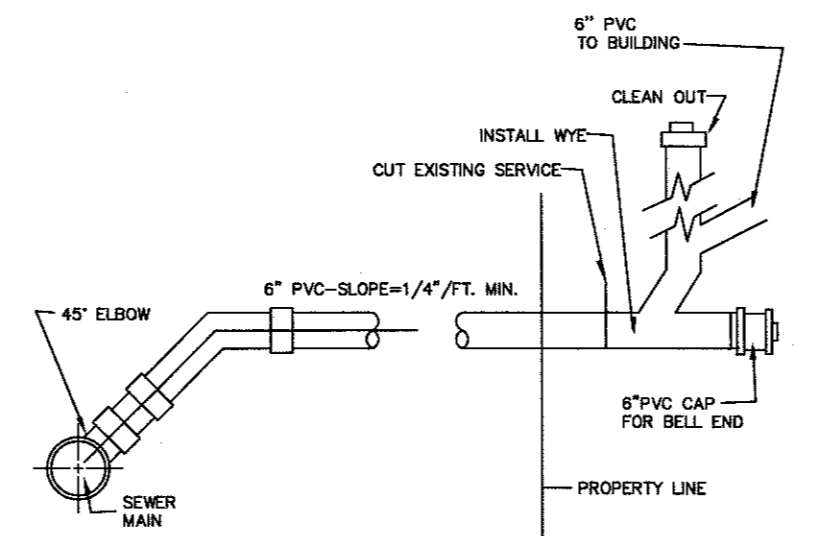 6" PVC
TO BUILDING
CLEAN OUT
INSTALL WYE
CUT EXISTING SERVICE
6" PVC-SLOPE=1/4"/FT. MIN.
45° ELBOW
6"PVC CAP
FOR BELL END
PROPERTY LINE
SEWER
MAIN